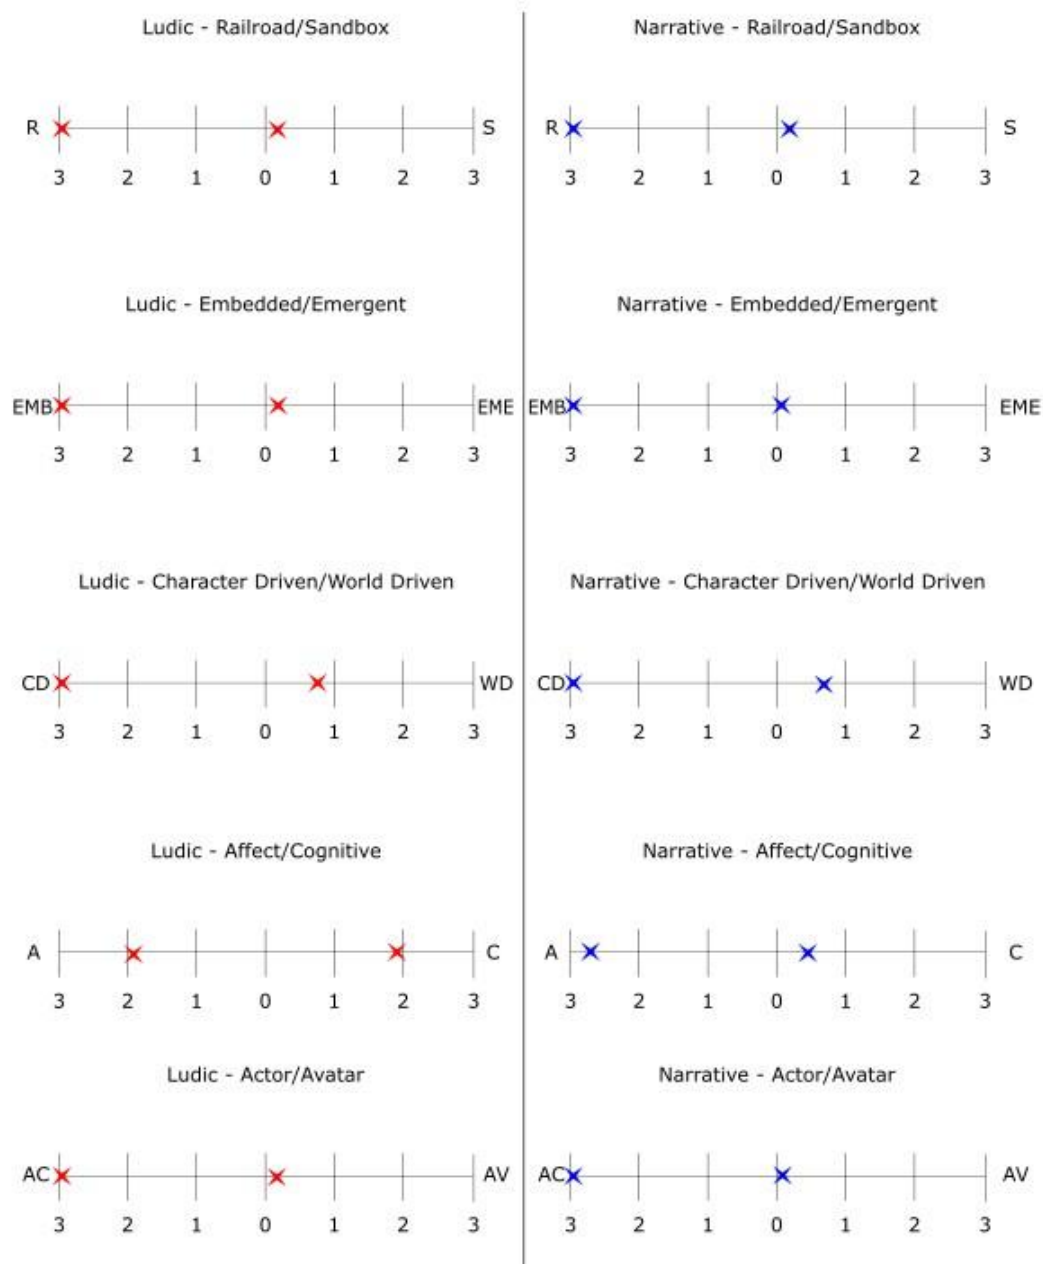 Ludic - Railroad/Sandbox
R S
3 2 1 0 1 2 3
Ludic - Embedded/Emergent
EMB EME
3 2 1 0 1 2 3
Ludic - Character Driven/World Driven
CD WD
3 2 1 0 1 2 3
Ludic - Affect/Cognitive
A C
3 2 1 0 1 2 3
Ludic - Actor/Avatar
AC AV
3 2 1 0 1 2 3
Narrative - Railroad/Sandbox
R S
3 2 1 0 1 2 3
Narrative - Embedded/Emergent
EMB EME
3 2 1 0 1 2 3
Narrative - Character Driven/World Driven
CD WD
3 2 1 0 1 2 3
Narrative - Affect/Cognitive
A C
3 2 1 0 1 2 3
Narrative - Actor/Avatar
AC AV
3 2 1 0 1 2 3